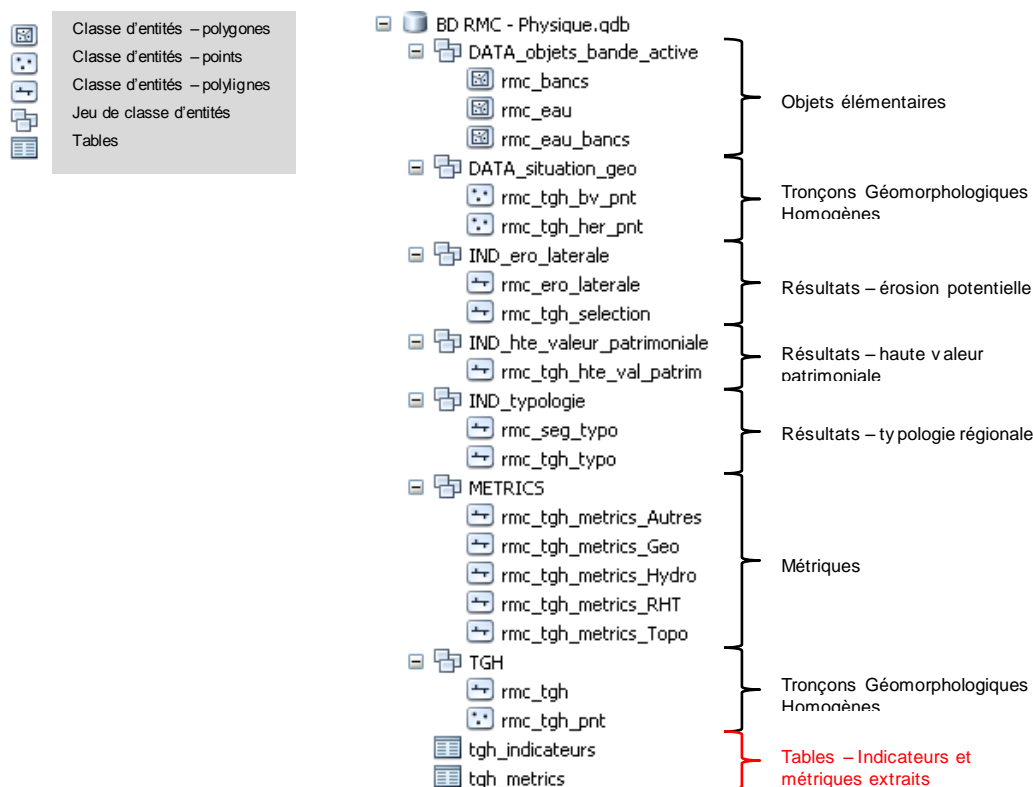 Classe d'entités – polygones
Classe d'entités – points
Classe d'entités – polylignes
Jeu de classe d'entités
Tables
BD RMC - Physique.gdb
DATA_objets_bande_active
rmc_bancs
rmc_eau
rmc_eau_bancs
Objets élémentaires
DATA_situation_geo
rmc_tgh_bv_pnt
rmc_tgh_her_pnt
Tronçons Géomorphologiques
Homogènes
IND_ero_laterale
rmc_ero_laterale
rmc_tgh_selection
Résultats – érosion potentielle
IND_hte_valeur_patrimoniale
rmc_tgh_hte_val_patrim
Résultats – haute valeur
patrimoniale
IND_typologie
rmc_seg_typo
rmc_tgh_typo
Résultats – typologie régionale
METRICS
rmc_tgh_metrics_Autres
rmc_tgh_metrics_Geo
rmc_tgh_metrics_Hydro
rmc_tgh_metrics_RHT
rmc_tgh_metrics_Topo
Métriques
TGH
rmc_tgh
rmc_tgh_pnt
Tronçons Géomorphologiques
Homogènes
tgh_indicateurs
tgh_metrics
Tables – Indicateurs et
métriques extraits